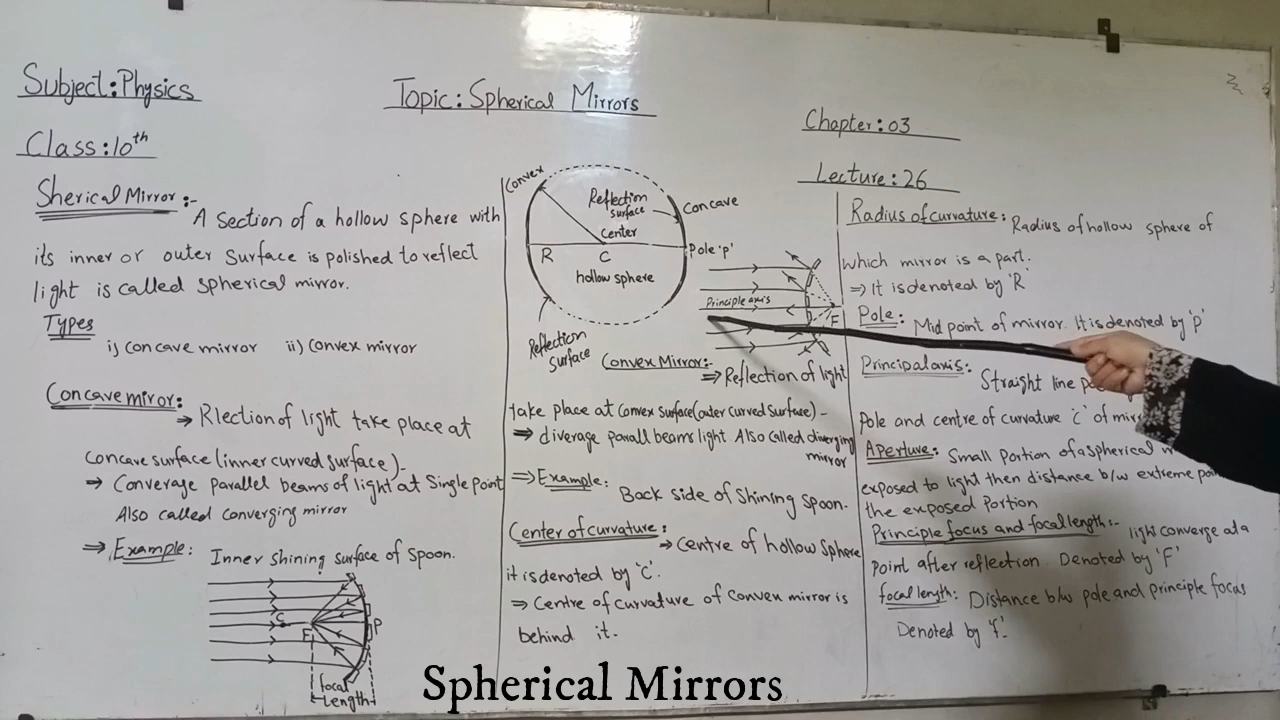 Subject:Physics
Topic:Spherical Mirrors
Chapter:03
Class:10th
Lecture:26
Sherical Mirror:-
A section of a hollow sphere with
its inner or outer surface is polished to reflect
light is called spherical mirror.
Types
i) concave mirror ii) convex mirror
Concave miror:
⇒ Rlection of light take place at
concave surface (inner curved surface)-
⇒ Converage parallel beams of light at single point
Also called converging mirror
⇒ Example: Inner shining surface of spoon.
C
F
P
focal
length
Convex
Reflection
surface
Concave
center
Pole 'p'
R
C
hollow sphere
Reflection
surface
Principle axis
F
Convex Mirror:-
⇒ Reflection of light
take place at convex surface (outer curved surface)-
⇒ diverage parall beams light Also called diverging
mirror
⇒ Example: Back side of shining spoon.
Center of curvature:
⇒ Centre of hollow sphere
it is denoted by 'C'.
⇒ Centre of curvature of convex mirror is
behind it.
Radius of curvature: Radius of hollow sphere of
which mirror is a part.
⇒ It is denoted by 'R'
Pole: Mid point of mirror. It is denoted by 'p'
Principal axis: Straight line
Pole and centre of curvature 'c' of
Aperture: Small portion of a spherical
exposed to light then distance b/w extreme
the exposed portion
Principle focus and focal length:- light converge at a
point after reflection. Denoted by 'F'
focal length: Distance b/w pole and principle focus
Denoted by 'f'.
Spherical Mirrors